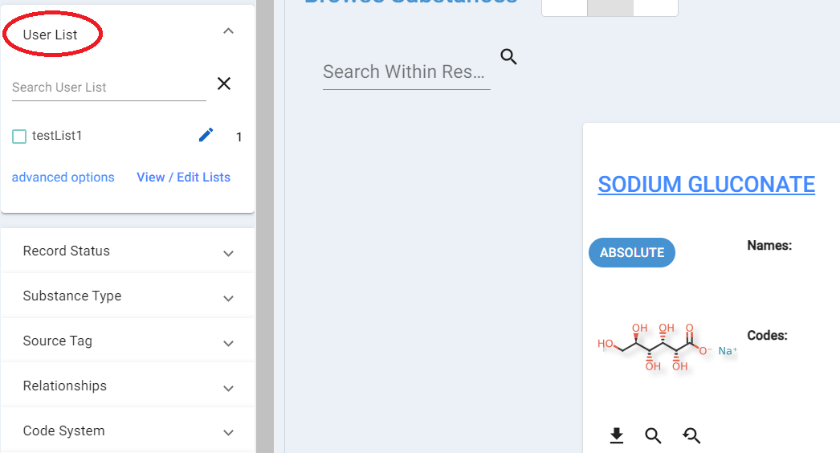 Browse Substances
User List
Search Within Res...
Search User List
testList1
1
advanced options
View / Edit Lists
SODIUM GLUCONATE
Record Status
ABSOLUTE
Names:
Substance Type
Source Tag
Codes:
HO
OH
OH
O
O⁻
Na⁺
OH
OH
Relationships
Code System